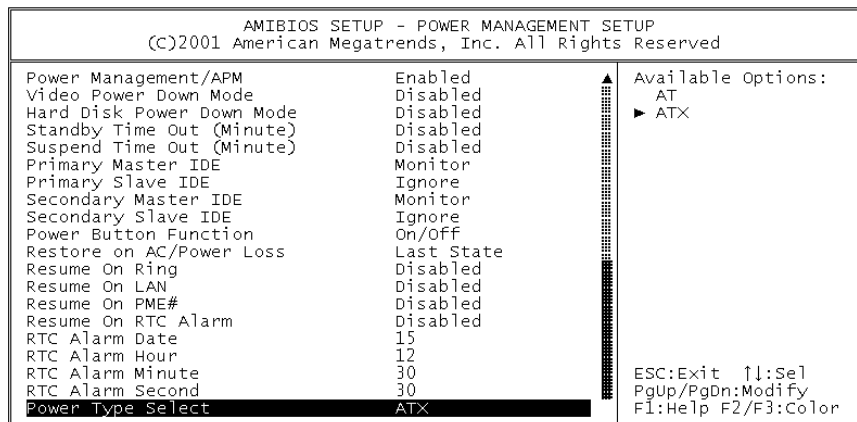 AMIBIOS SETUP - POWER MANAGEMENT SETUP
(C)2001 American Megatrends, Inc. All Rights Reserved
Power Management/APM Enabled
Video Power Down Mode Disabled
Hard Disk Power Down Mode Disabled
Standby Time Out (Minute) Disabled
Suspend Time Out (Minute) Disabled
Primary Master IDE Monitor
Primary Slave IDE Ignore
Secondary Master IDE Monitor
Secondary Slave IDE Ignore
Power Button Function On/Off
Restore on AC/Power Loss Last State
Resume On Ring Disabled
Resume On LAN Disabled
Resume On PME# Disabled
Resume On RTC Alarm Disabled
RTC Alarm Date 15
RTC Alarm Hour 12
RTC Alarm Minute 30
RTC Alarm Second 30
Power Type Select ATX
Available Options:
AT
► ATX
ESC:Exit ↑↓:Sel
PgUp/PgDn:Modify
F1:Help F2/F3:Color